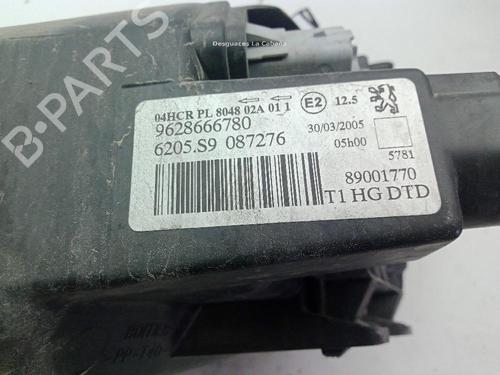 Desguaces La Cabaña
04HCR PL 8048 02A 01 1 E2 12.5
9628666780 30/03/2005
6205.S9 087276 05h00
5781
89001770
T1 HG DTD
B-PARTS